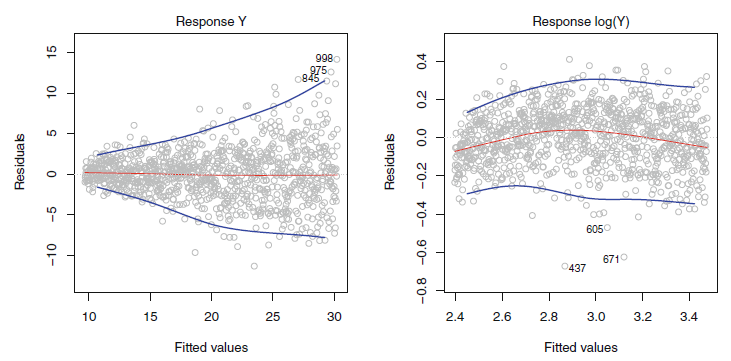 Response Y
Residuals
15
10
5
0
−5
−10
998
975
845
10 15 20 25 30
Fitted values
Response log(Y)
Residuals
0.4
0.2
0.0
−0.2
−0.4
−0.6
−0.8
605
671
437
2.4 2.6 2.8 3.0 3.2 3.4
Fitted values